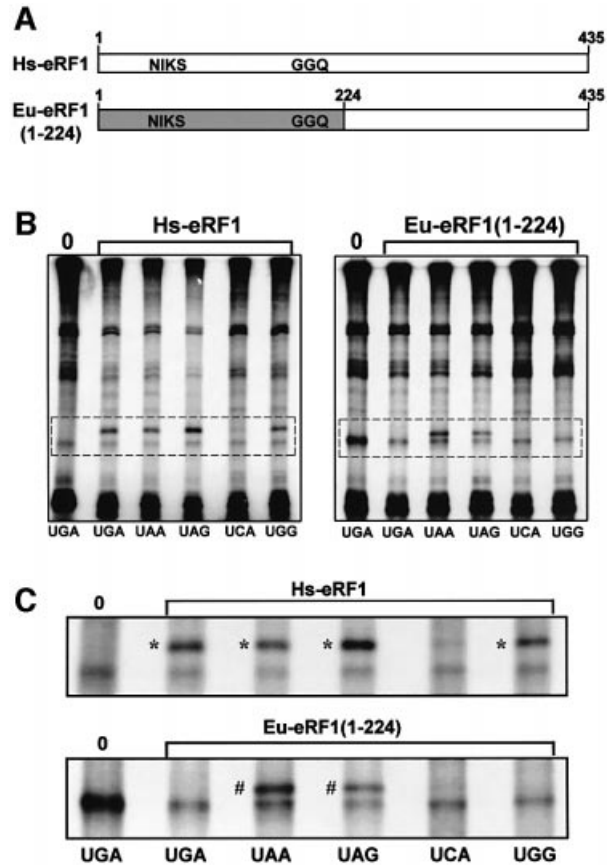 A
1 435
Hs-eRF1 NIKS GGQ
1 224 435
Eu-eRF1 NIKS GGQ
(1-224)
B
0 Hs-eRF1 0 Eu-eRF1(1-224)
UGA UGA UAA UAG UCA UGG UGA UGA UAA UAG UCA UGG
C
0 Hs-eRF1
* * * *
0 Eu-eRF1(1-224)
# #
UGA UGA UAA UAG UCA UGG